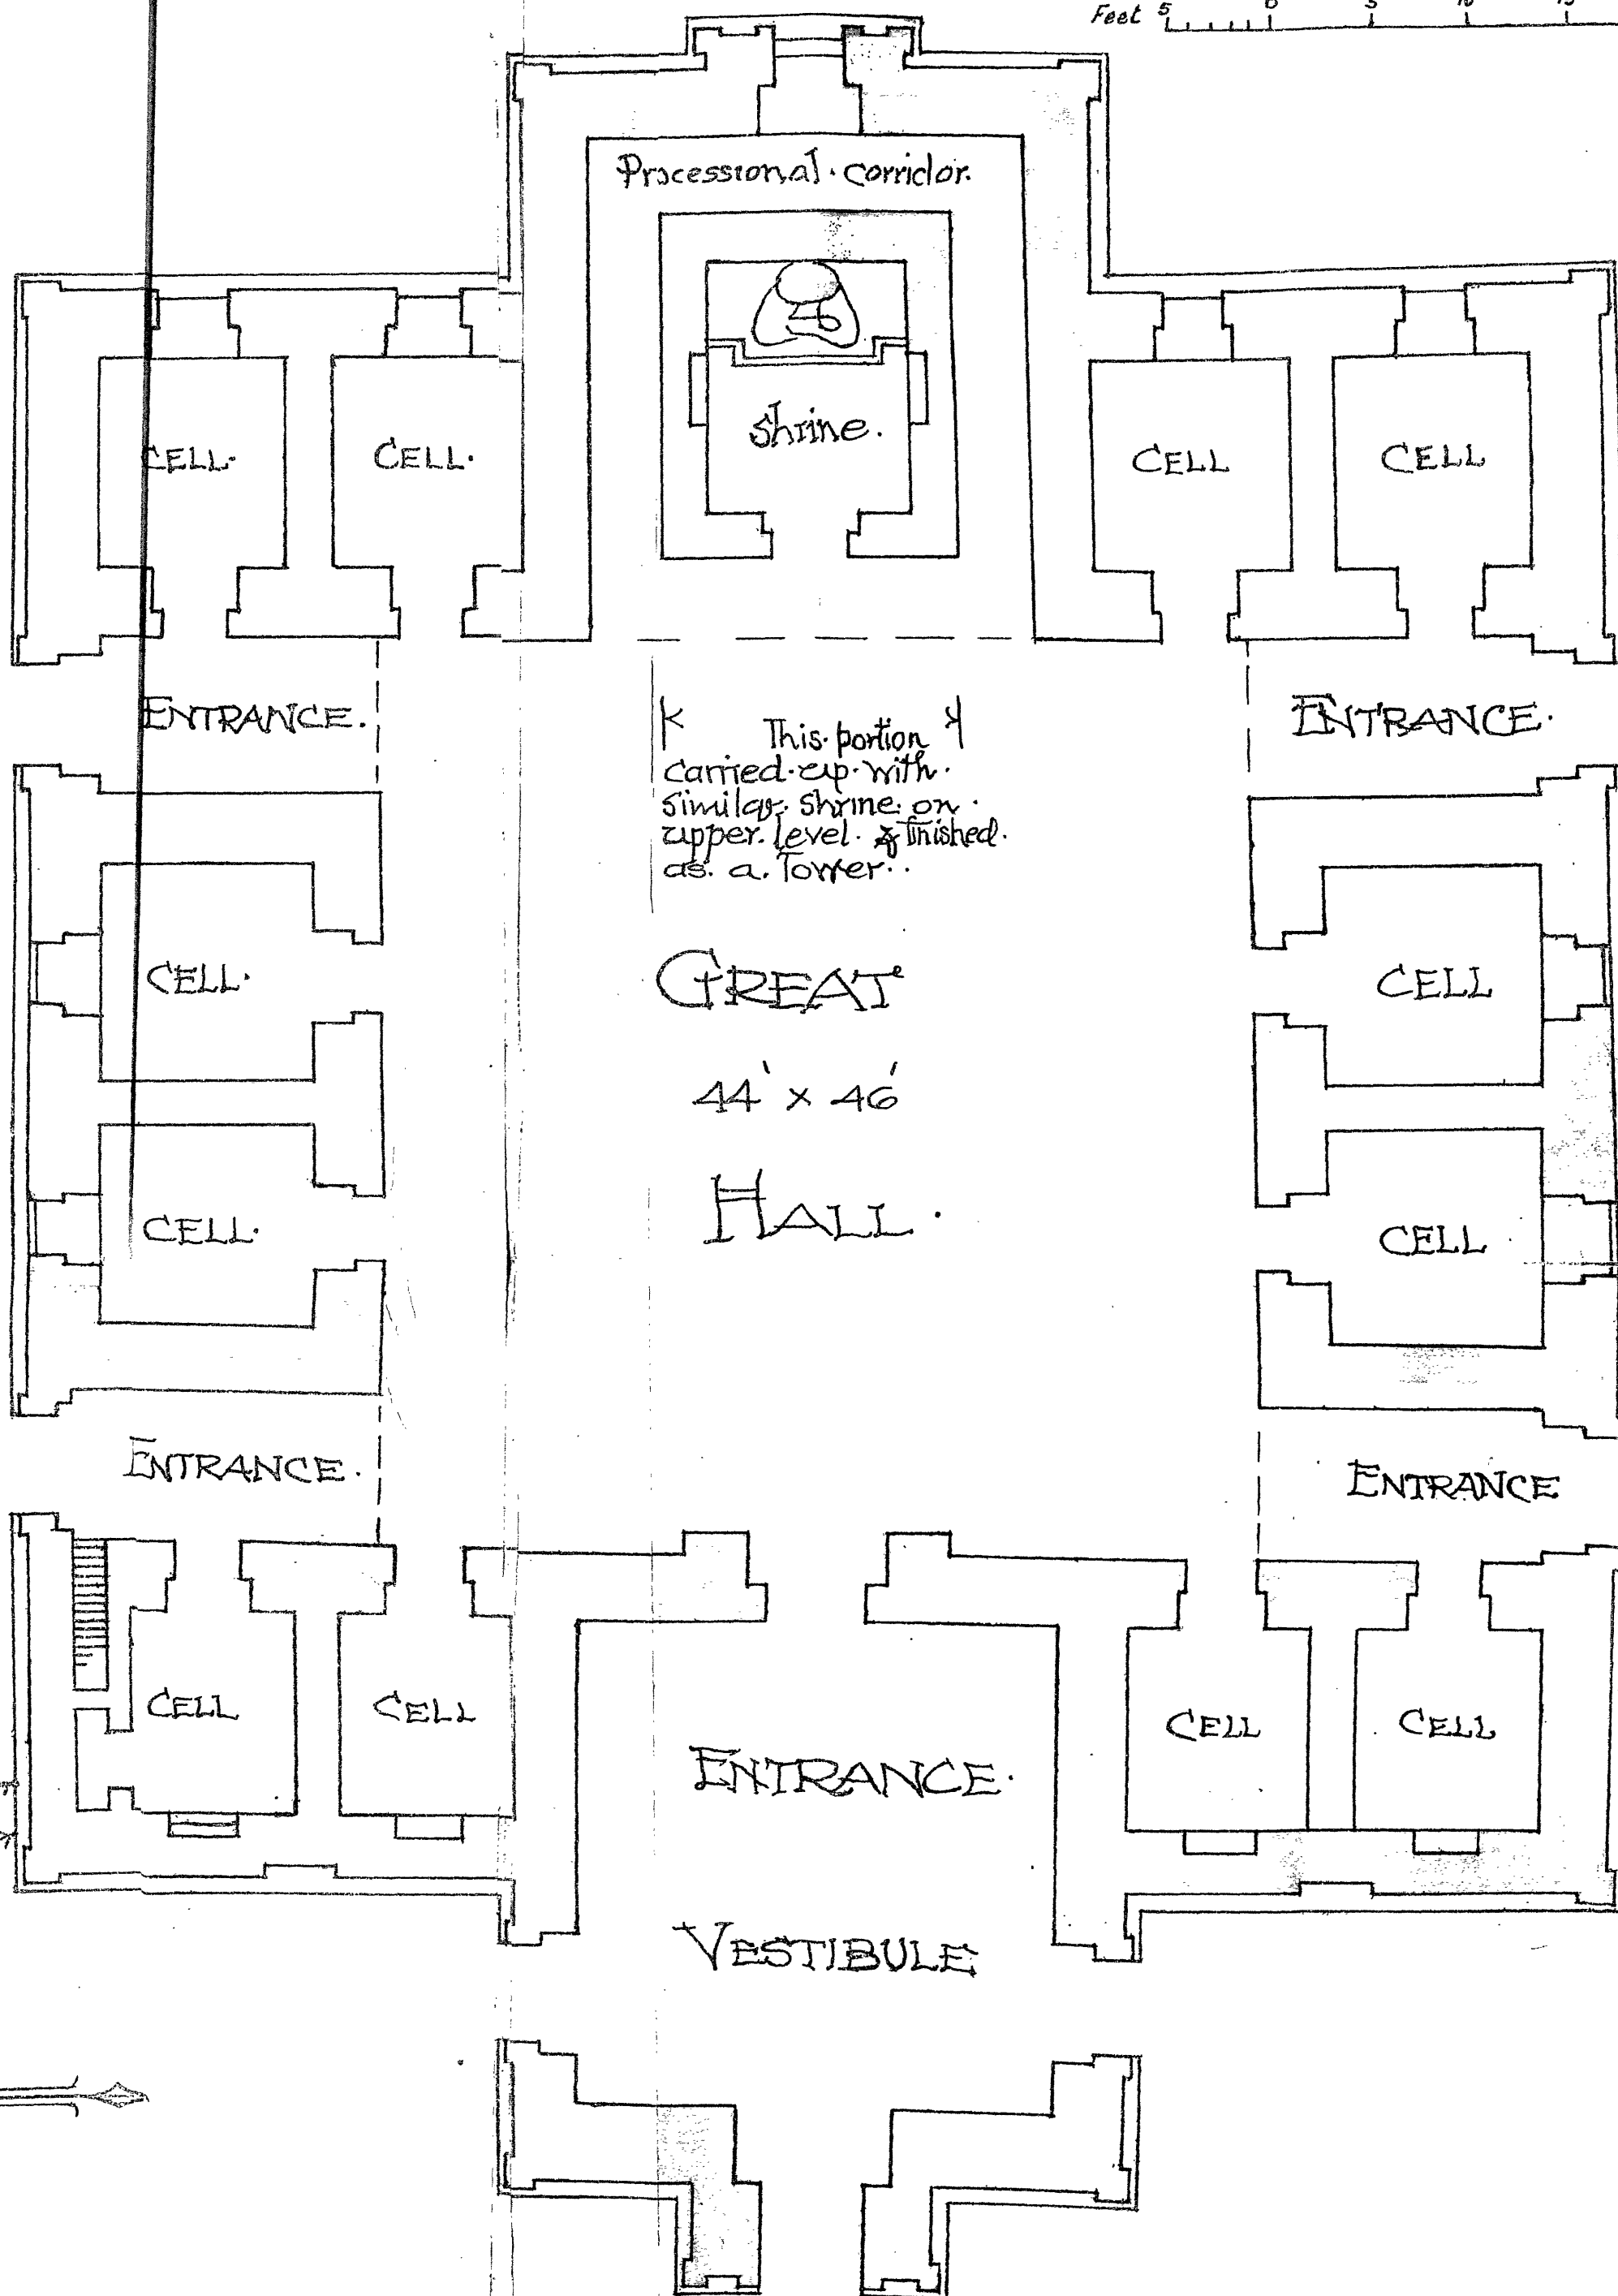 Feet 5 0 5 10 15
Processional. corridor.
shrine.
CELL. CELL. CELL CELL
ENTRANCE. ENTRANCE.
This. portion
carried. up. with.
similar. shrine. on.
upper. level. & finished.
as. a. Tower..
CELL. CELL
GREAT
44' x 46'
HALL.
CELL. CELL
ENTRANCE. ENTRANCE
CELL CELL CELL CELL
ENTRANCE.
VESTIBULE